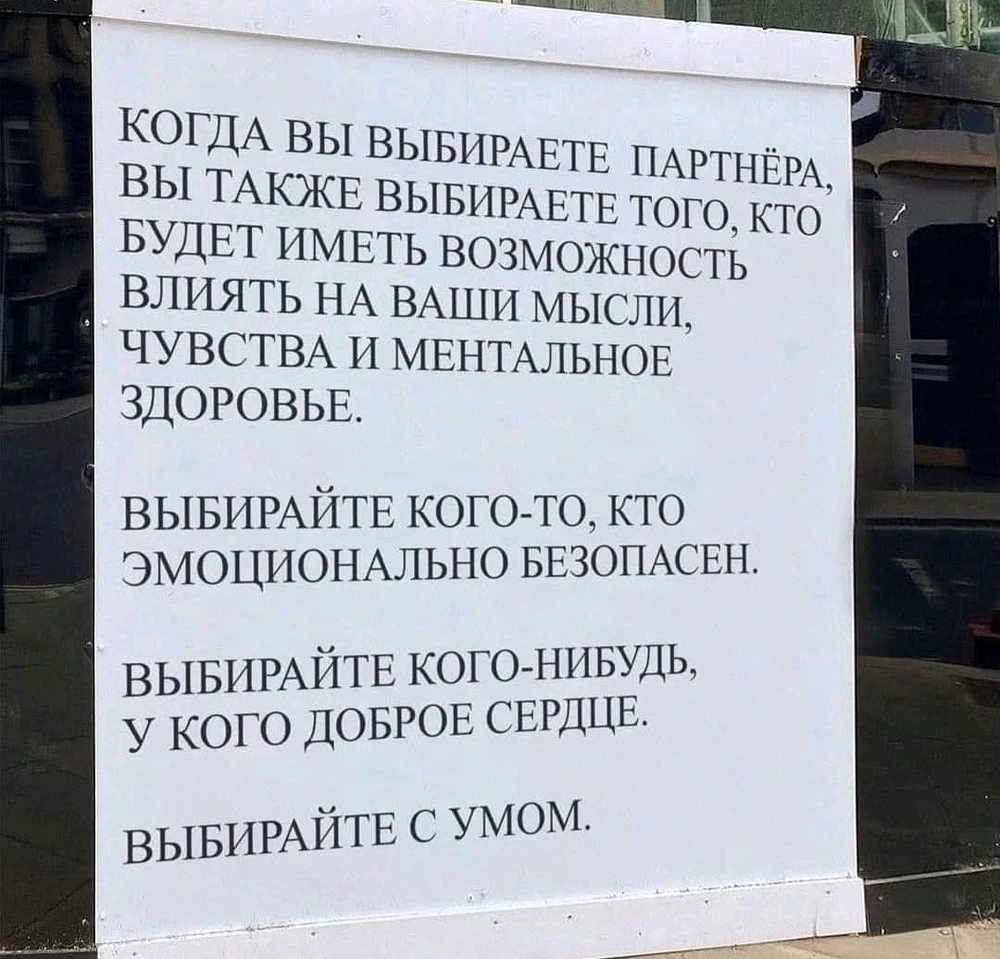 КОГДА ВЫ ВЫБИРАЕТЕ ПАРТНЁРА,
ВЫ ТАКЖЕ ВЫБИРАЕТЕ ТОГО, КТО
БУДЕТ ИМЕТЬ ВОЗМОЖНОСТЬ
ВЛИЯТЬ НА ВАШИ МЫСЛИ,
ЧУВСТВА И МЕНТАЛЬНОЕ
ЗДОРОВЬЕ.
ВЫБИРАЙТЕ КОГО-ТО, КТО
ЭМОЦИОНАЛЬНО БЕЗОПАСЕН.
ВЫБИРАЙТЕ КОГО-НИБУДЬ,
У КОГО ДОБРОЕ СЕРДЦЕ.
ВЫБИРАЙТЕ С УМОМ.